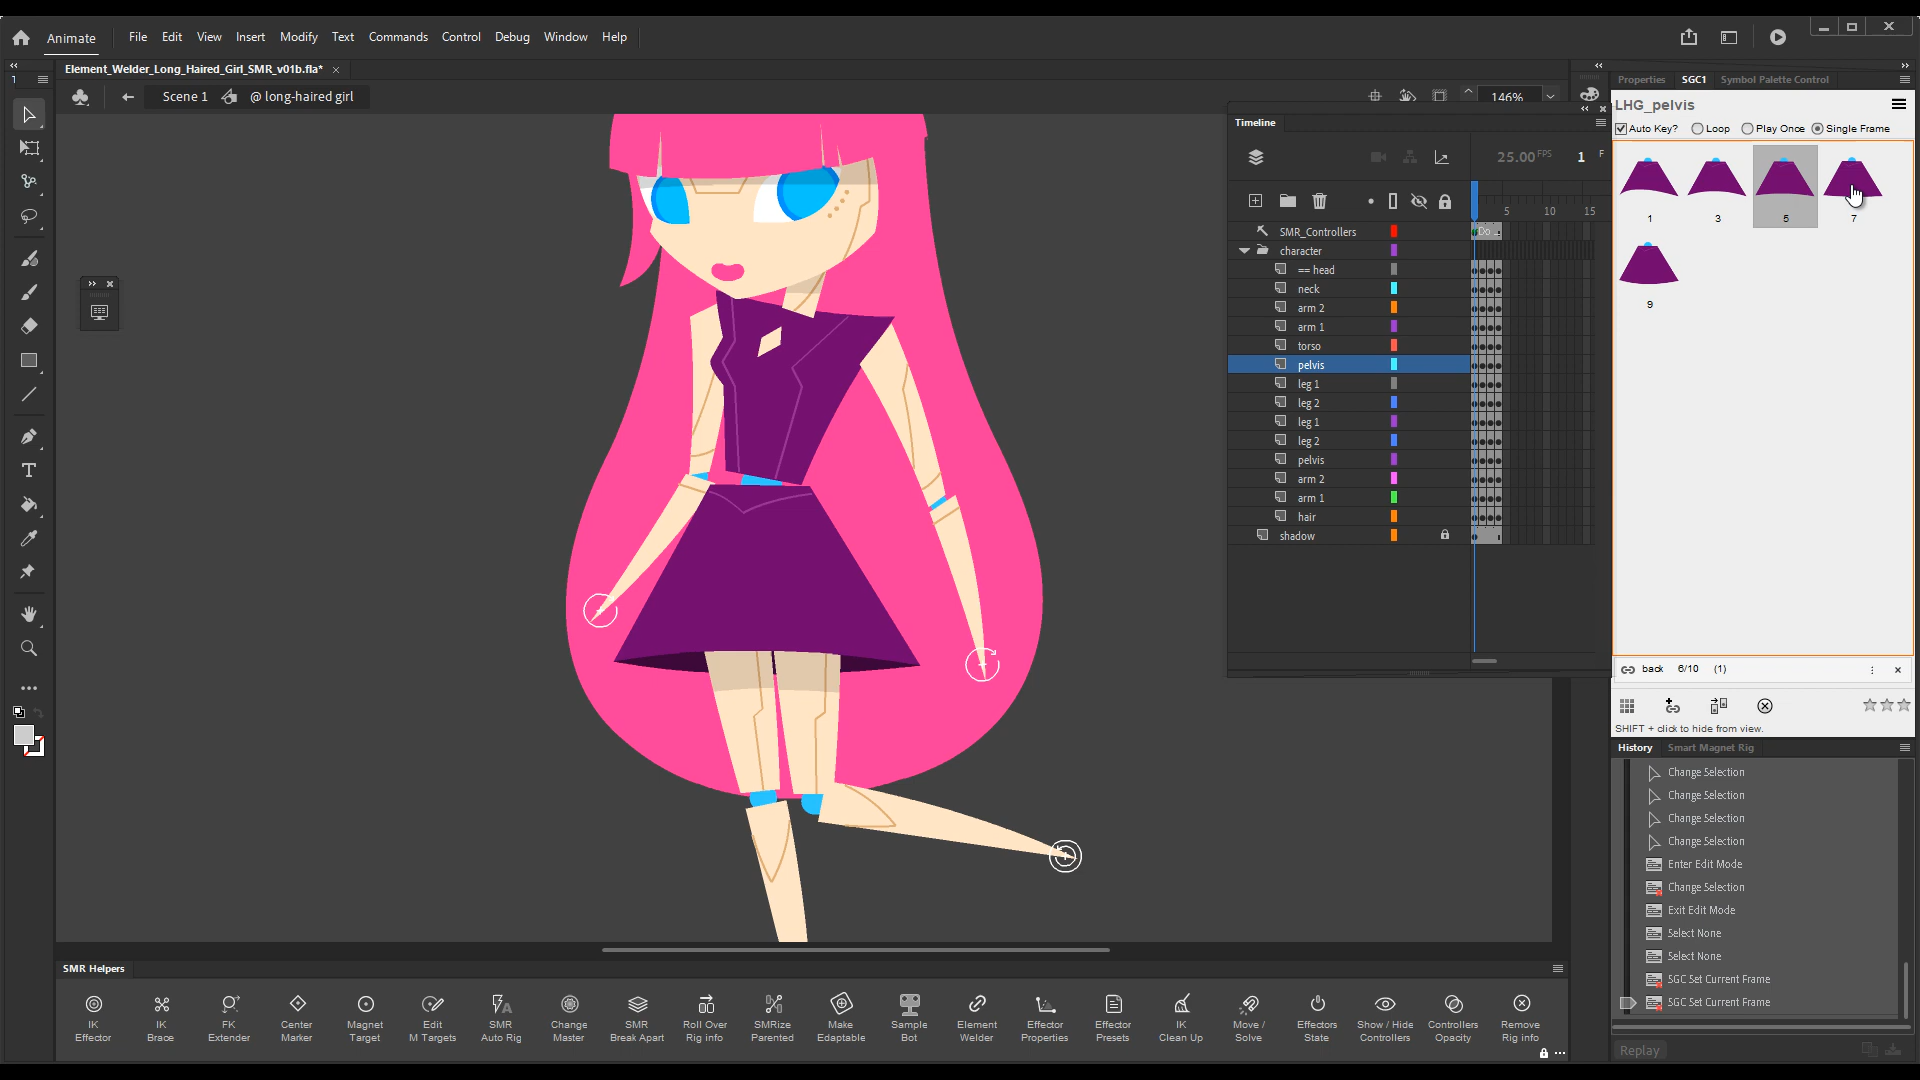 Animate
File Edit View Insert Modify Text Commands Control Debug Window Help
Element_Welder_Long_Haired_Girl_SMR_v01b.fla* ×
Scene 1 @ long-haired girl
146%
Timeline
25.00 FPS 1 F
5 10 15
SMR_Controllers
Do
character
== head
neck
arm 2
arm 1
torso
pelvis
leg 1
leg 2
leg 1
leg 2
pelvis
arm 2
arm 1
hair
shadow
Properties SGC1 Symbol Palette Control
LHG_pelvis
Auto Key? Loop Play Once Single Frame
1 3 5 7
9
back 6/10 (1)
SHIFT + click to hide from view.
History Smart Magnet Rig
Change Selection
Change Selection
Change Selection
Change Selection
Enter Edit Mode
Change Selection
Exit Edit Mode
Select None
Select None
SGC Set Current Frame
SGC Set Current Frame
Replay
SMR Helpers
IK Effector
IK Brace
FK Extender
Center Marker
Magnet Target
Edit M Targets
SMR Auto Rig
Change Master
SMR Break Apart
Roll Over Rig info
SMRize Parented
Make Adaptable
Sample Bot
Element Welder
Effector Properties
Effector Presets
IK Clean Up
Move / Solve
Effectors State
Show / Hide Controllers
Controllers Opacity
Remove Rig info